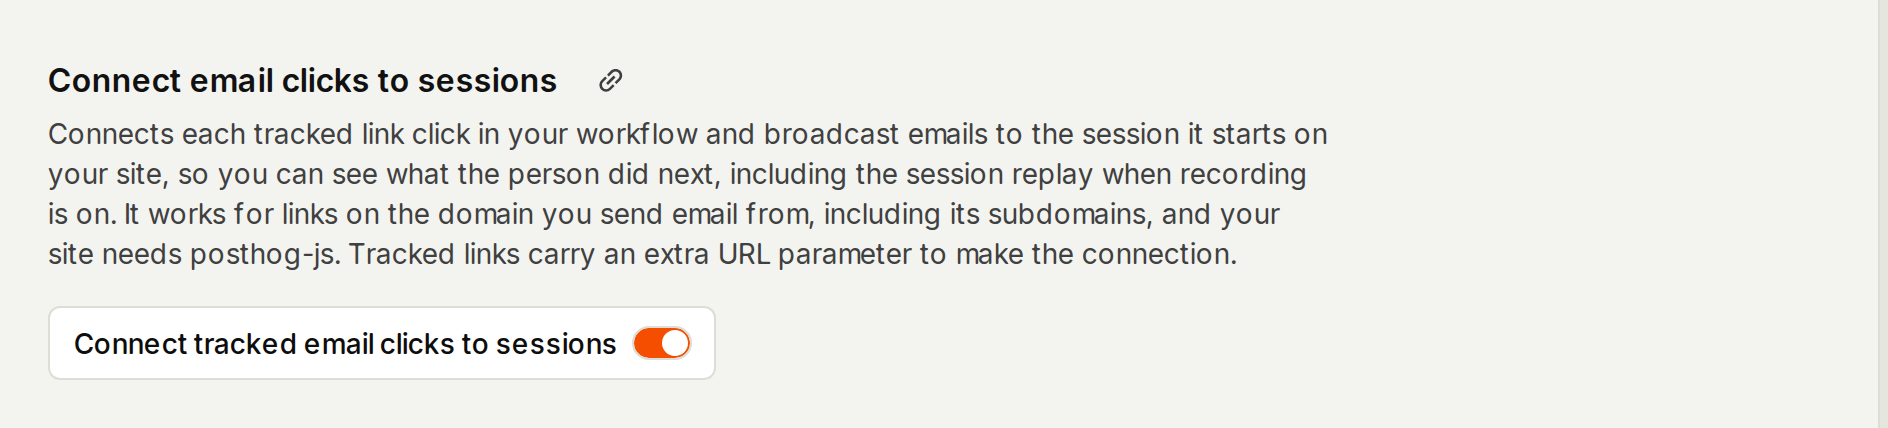 Connect email clicks to sessions
Connects each tracked link click in your workflow and broadcast emails to the session it starts on
your site, so you can see what the person did next, including the session replay when recording
is on. It works for links on the domain you send email from, including its subdomains, and your
site needs posthog-js. Tracked links carry an extra URL parameter to make the connection.
Connect tracked email clicks to sessions